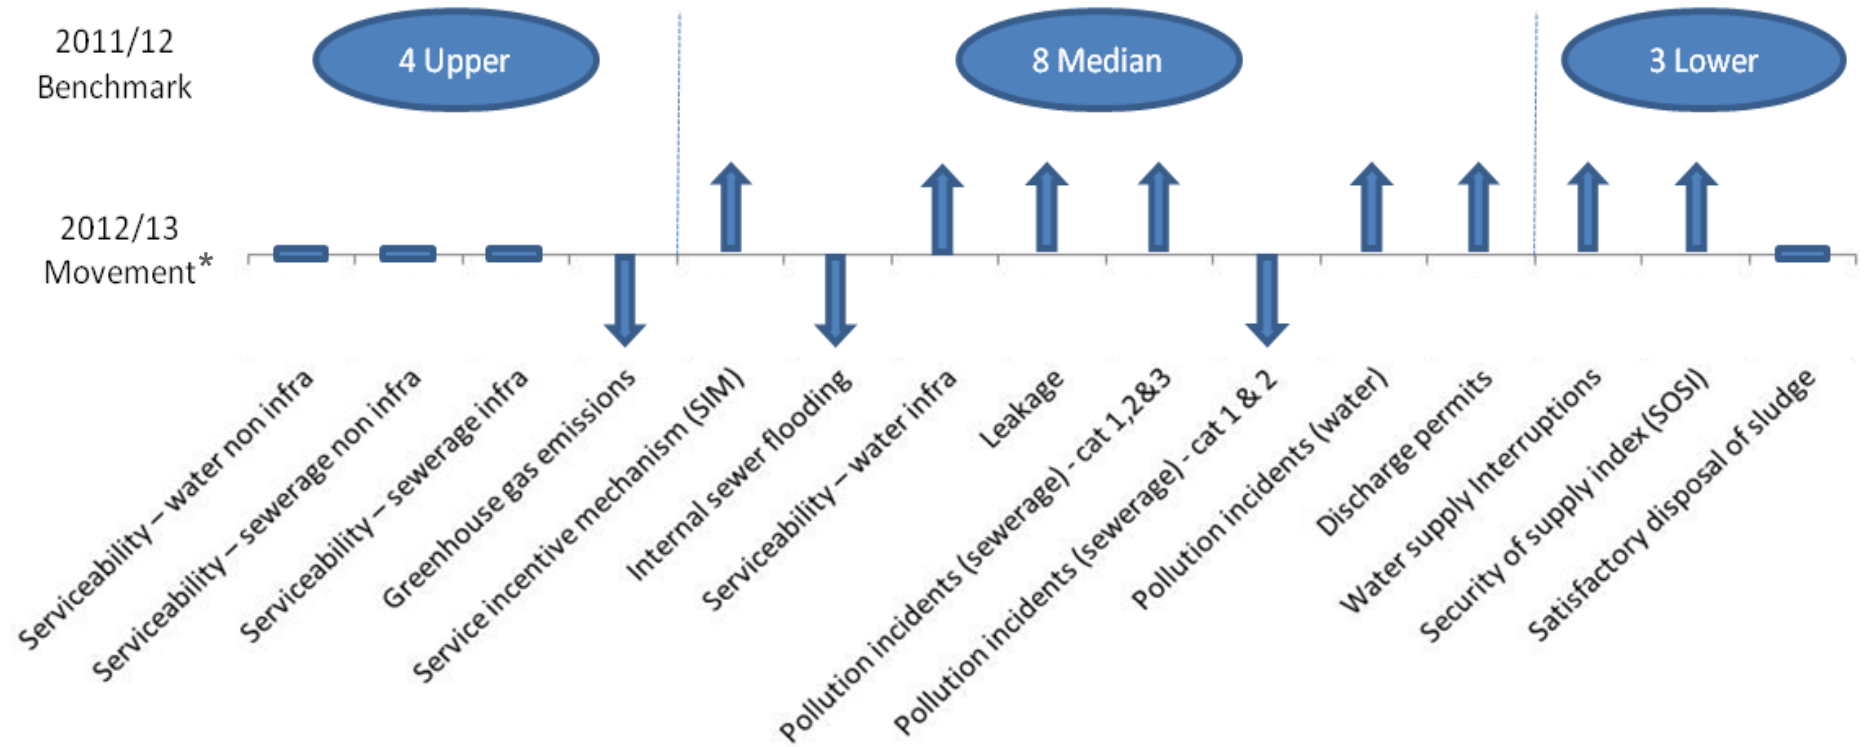 2011/12
Benchmark
4 Upper
8 Median
3 Lower
2012/13
Movement*
Serviceability – water non infra
Serviceability – sewerage non infra
Serviceability – sewerage infra
Greenhouse gas emissions
Service incentive mechanism (SIM)
Internal sewer flooding
Serviceability – water infra
Leakage
Pollution incidents (sewerage) - cat 1,2&3
Pollution incidents (sewerage) - cat 1 & 2
Pollution incidents (water)
Discharge permits
Water supply Interruptions
Security of supply index (SOSI)
Satisfactory disposal of sludge